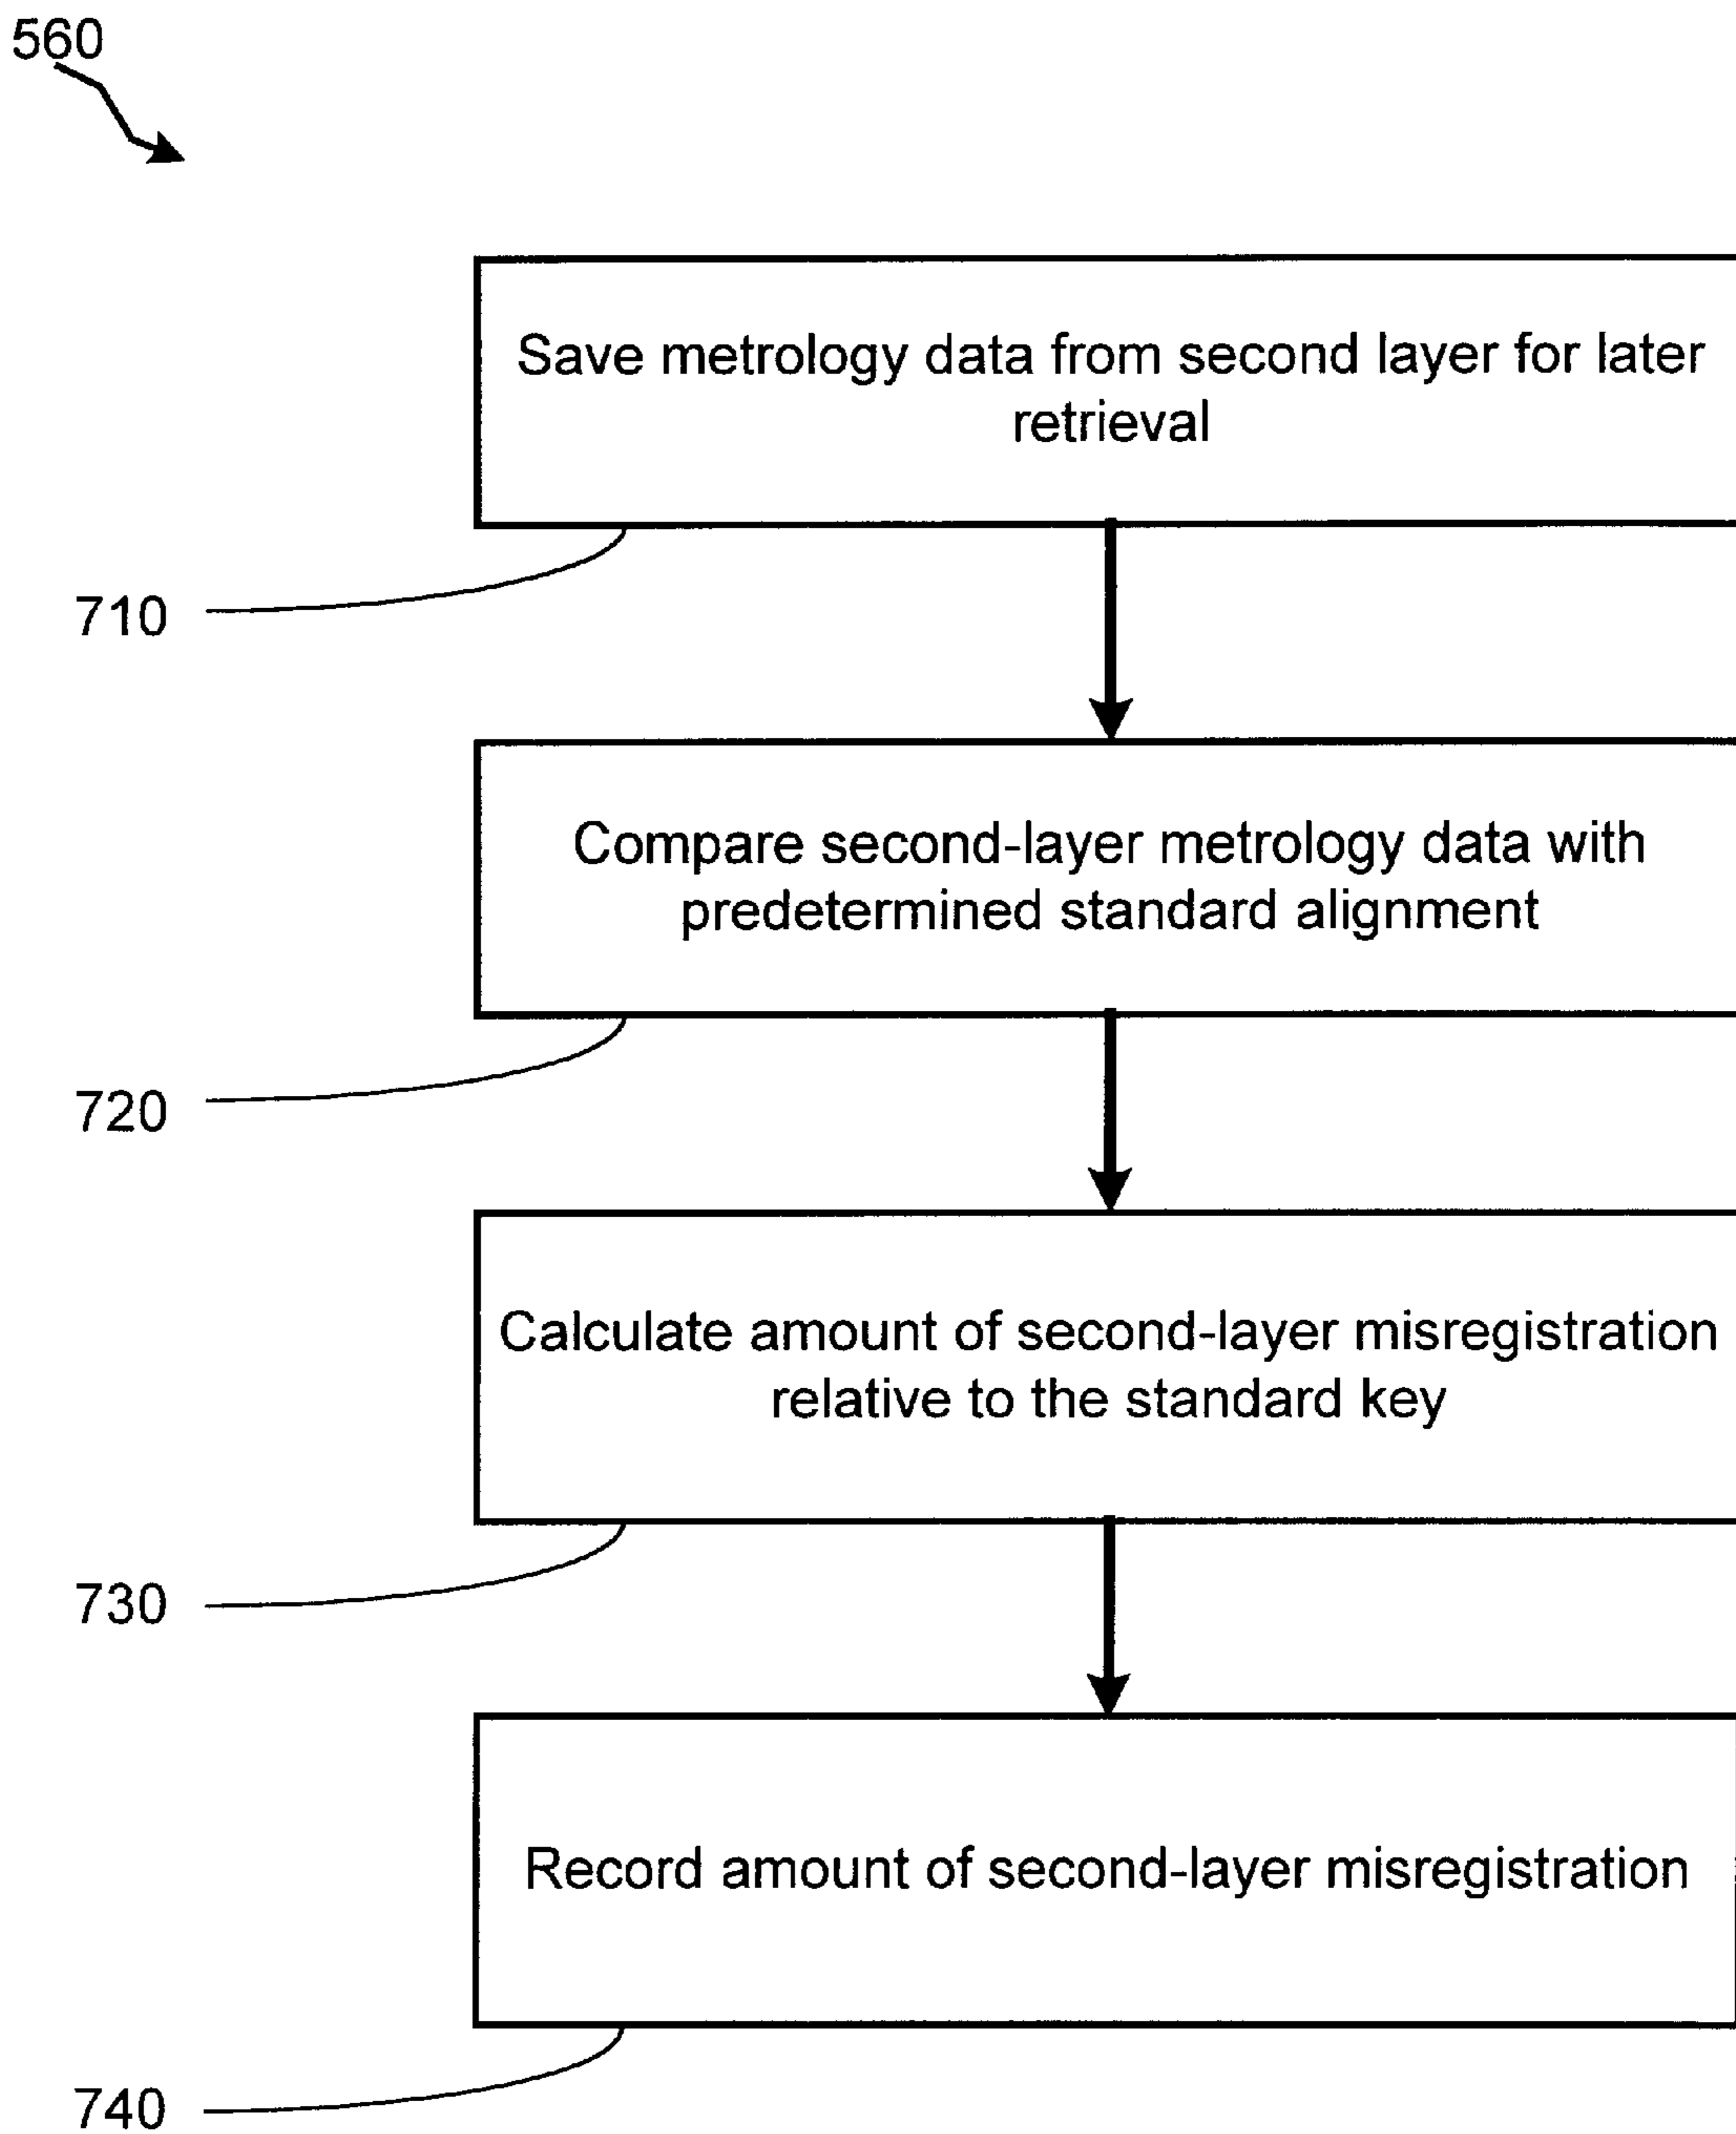 560
Save metrology data from second layer for later
retrieval
710
Compare second-layer metrology data with
predetermined standard alignment
720
Calculate amount of second-layer misregistration
relative to the standard key
730
Record amount of second-layer misregistration
740